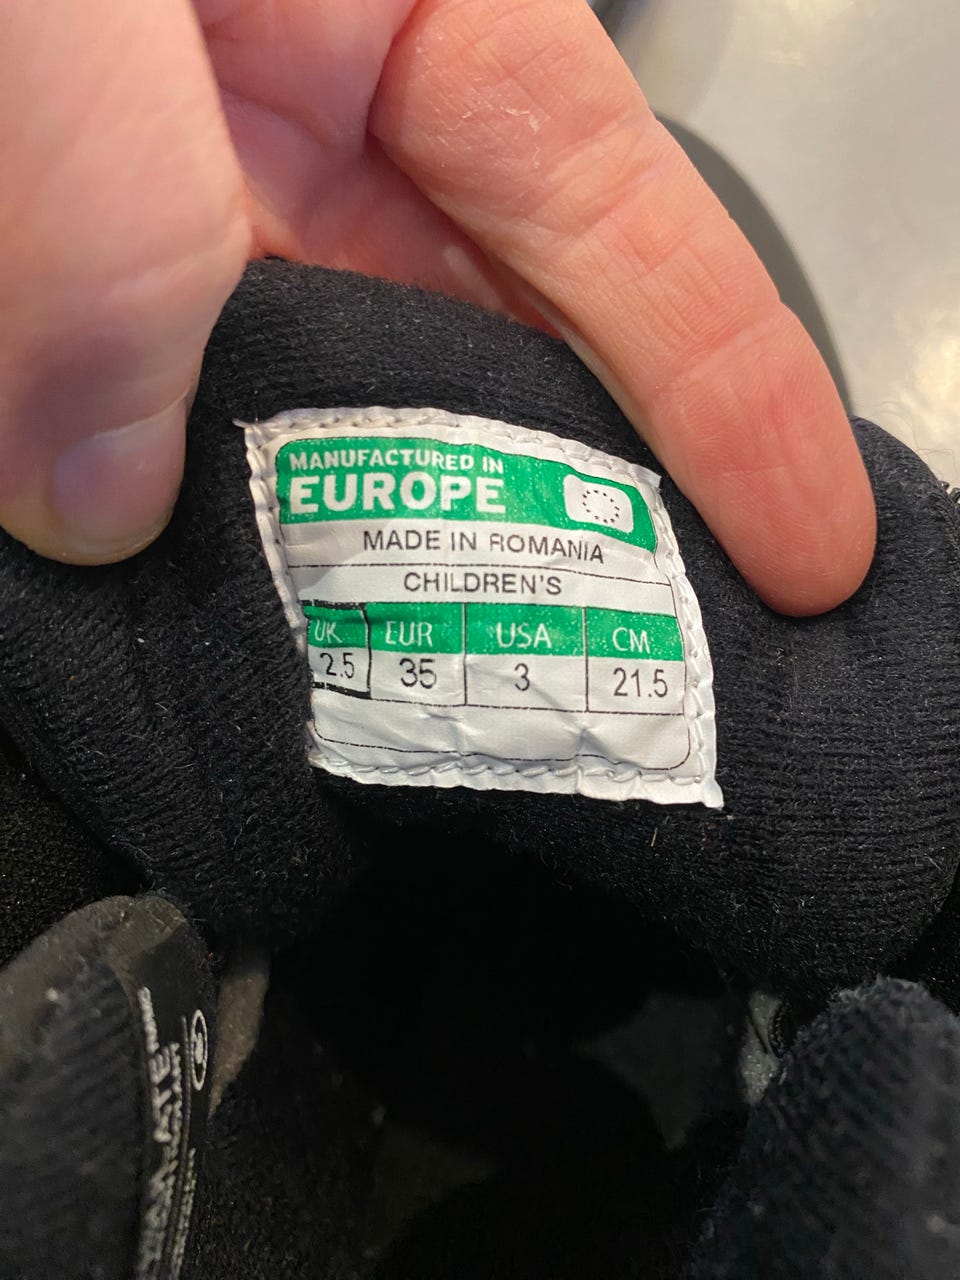 MANUFACTURED IN
EUROPE
MADE IN ROMANIA
CHILDREN'S
UK EUR USA CM
2.5 35 3 21.5